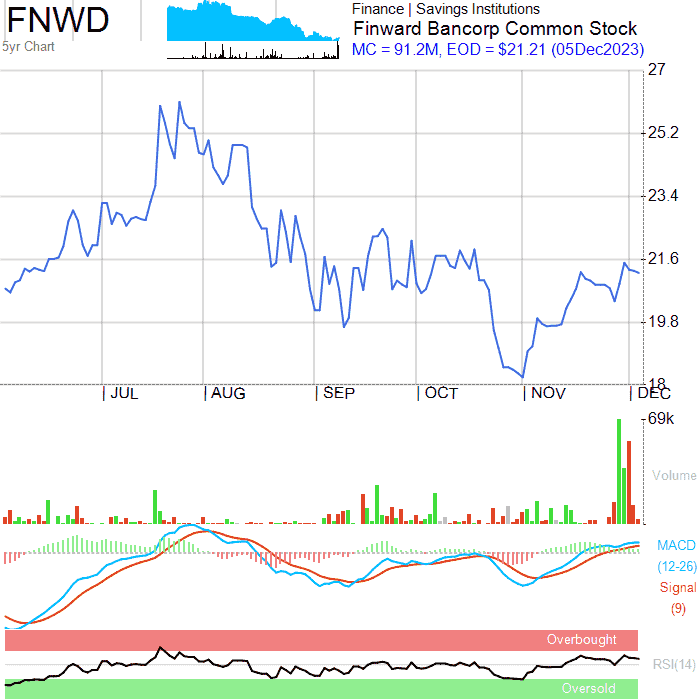 FNWD
5yr Chart
Finance | Savings Institutions
Finward Bancorp Common Stock
MC = 91.2M, EOD = $21.21 (05Dec2023)
27
25.2
23.4
21.6
19.8
18
| JUL | AUG | SEP | OCT | NOV | DEC
69k
Volume
MACD
(12-26)
Signal
(9)
Overbought
RSI(14)
Oversold